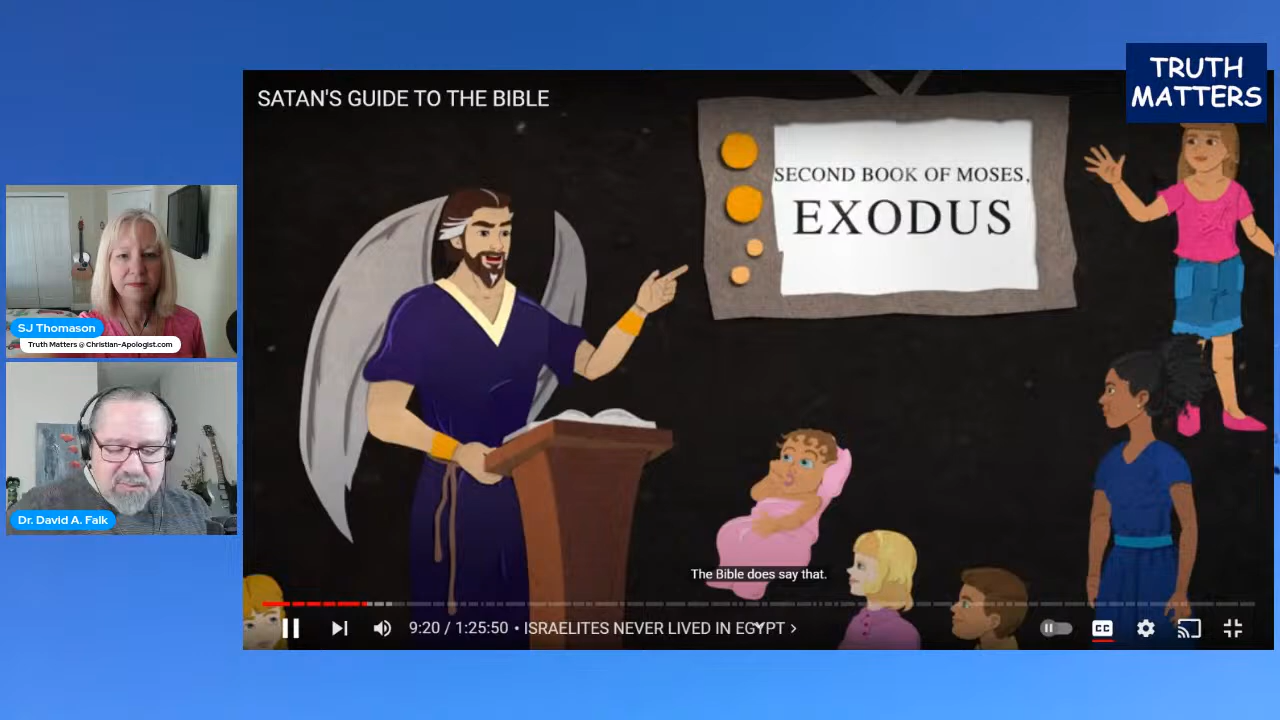 TRUTH
MATTERS
SATAN'S GUIDE TO THE BIBLE
SECOND BOOK OF MOSES,
EXODUS
SJ Thomason
Truth Matters @ Christian-Apologist.com
Dr. David A. Falk
The Bible does say that.
9:20 / 1:25:50 • ISRAELITES NEVER LIVED IN EGYPT >
CC